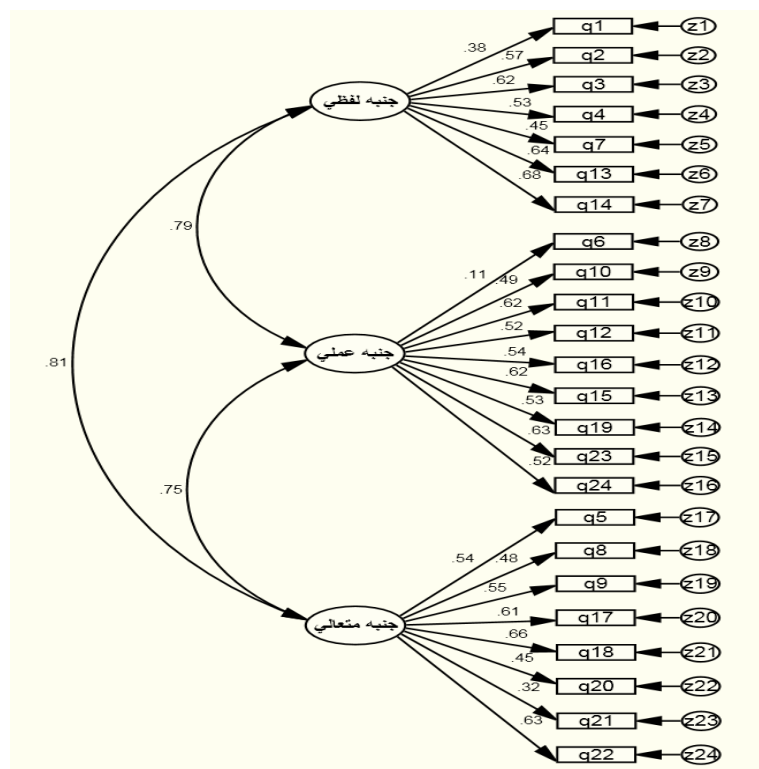 q1 z1
.38
q2 z2
.57
q3 z3
.62
جنبه لفظي
q4 z4
.53
q7 z5
.45
q13 z6
.64
q14 z7
.68
.79
q6 z8
.11
q10 z9
.49
q11 z10
.62
q12 z11
.52
جنبه عملي
q16 z12
.54
.81
q15 z13
.62
q19 z14
.53
q23 z15
.63
q24 z16
.52
.75
q5 z17
.54
q8 z18
.48
q9 z19
.55
q17 z20
.61
جنبه متعالي
q18 z21
.66
q20 z22
.45
q21 z23
.32
q22 z24
.63